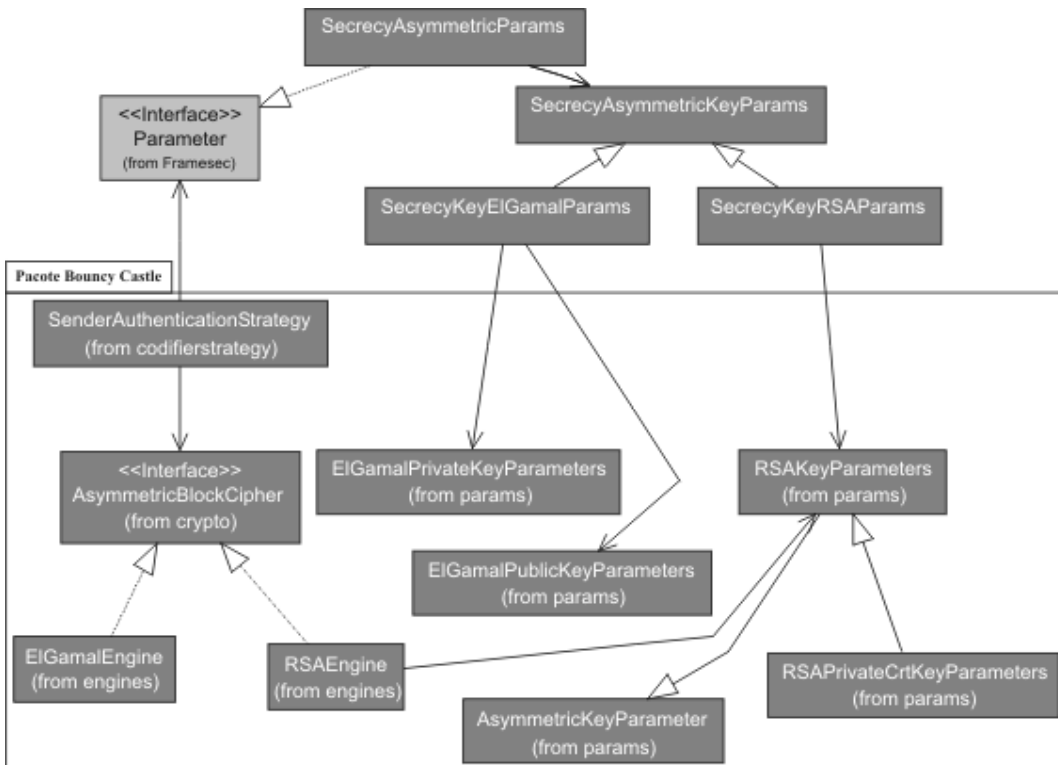 SecrecyAsymmetricParams
<<Interface>>
Parameter
(from Framesec)
SecrecyAsymmetricKeyParams
SecrecyKeyElGamalParams
SecrecyKeyRSAParams
Pacote Bouncy Castle
SenderAuthenticationStrategy
(from codifierstrategy)
<<Interface>>
AsymmetricBlockCipher
(from crypto)
ElGamalPrivateKeyParameters
(from params)
RSAKeyParameters
(from params)
ElGamalPublicKeyParameters
(from params)
ElGamalEngine
(from engines)
RSAEngine
(from engines)
RSAPrivateCrtKeyParameters
(from params)
AsymmetricKeyParameter
(from params)